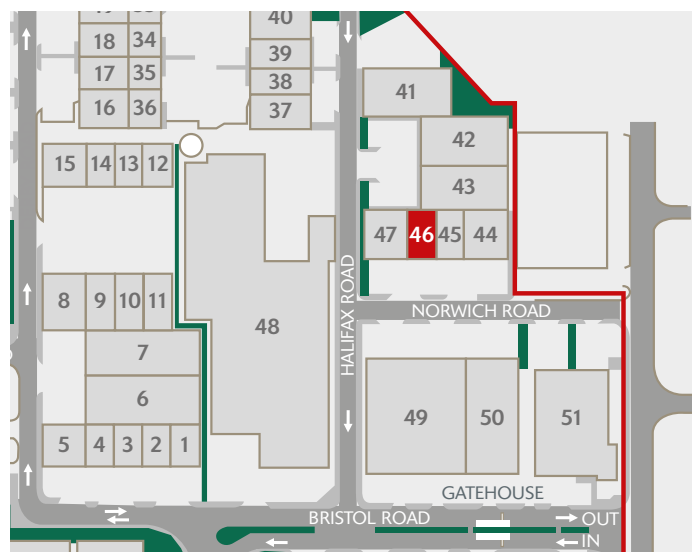 40
18 34
39
17 35
38
41
16 36
37
42
15 14 13 12
43
47 46 45 44
8 9 10 11
HALIFAX ROAD
NORWICH ROAD
48
7
49 50 51
6
5 4 3 2 1
GATEHOUSE
BRISTOL ROAD
OUT
IN